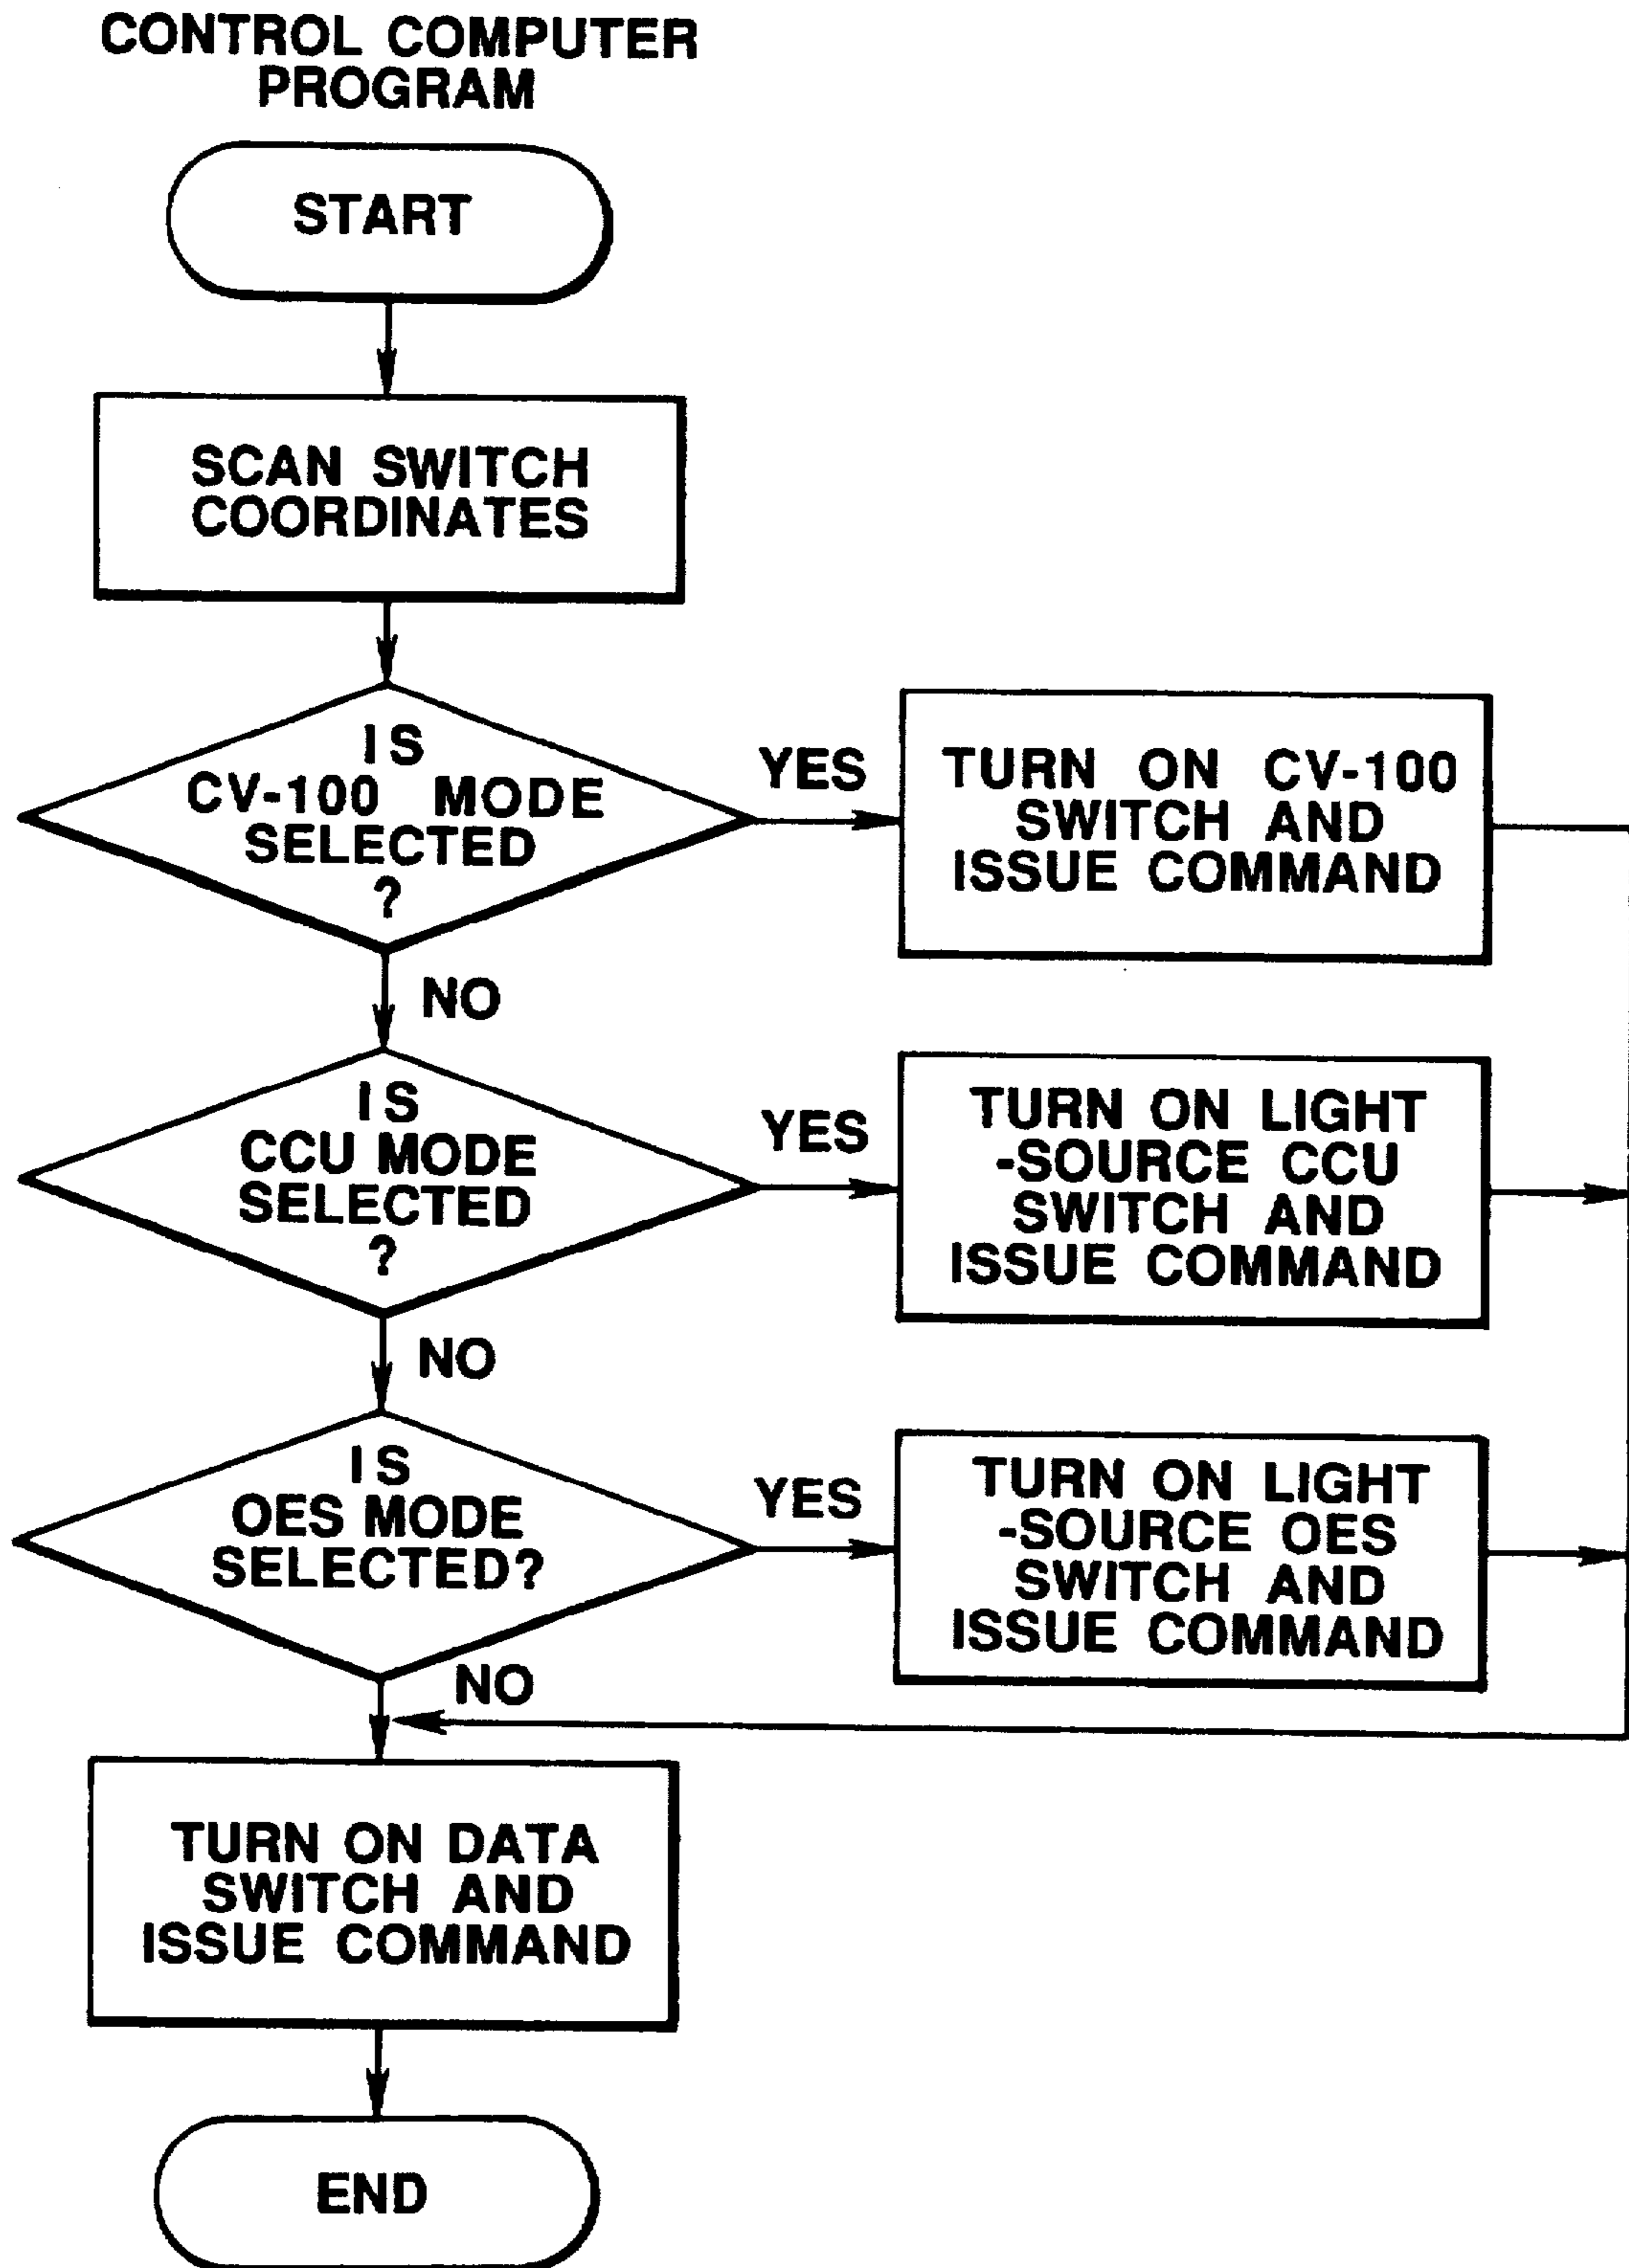 CONTROL COMPUTER
PROGRAM
START
SCAN SWITCH
COORDINATES
IS
CV-100 MODE
SELECTED
?
YES
TURN ON CV-100
SWITCH AND
ISSUE COMMAND
NO
IS
CCU MODE
SELECTED
?
YES
TURN ON LIGHT
-SOURCE CCU
SWITCH AND
ISSUE COMMAND
NO
IS
OES MODE
SELECTED?
YES
TURN ON LIGHT
-SOURCE OES
SWITCH AND
ISSUE COMMAND
NO
TURN ON DATA
SWITCH AND
ISSUE COMMAND
END